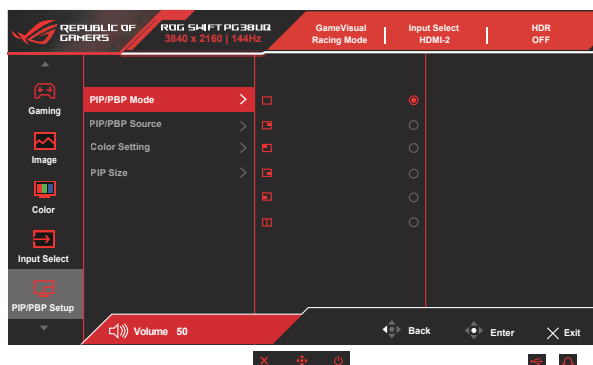 REPUBLIC OF
GAMERS
ROG SWIFT PG38UQ
3840 x 2160 | 144Hz
GameVisual
Racing Mode
Input Select
HDMI-2
HDR
OFF
Gaming
Image
Color
Input Select
PIP/PBP Setup
PIP/PBP Mode
PIP/PBP Source
Color Setting
PIP Size
Volume 50
Back
Enter
Exit